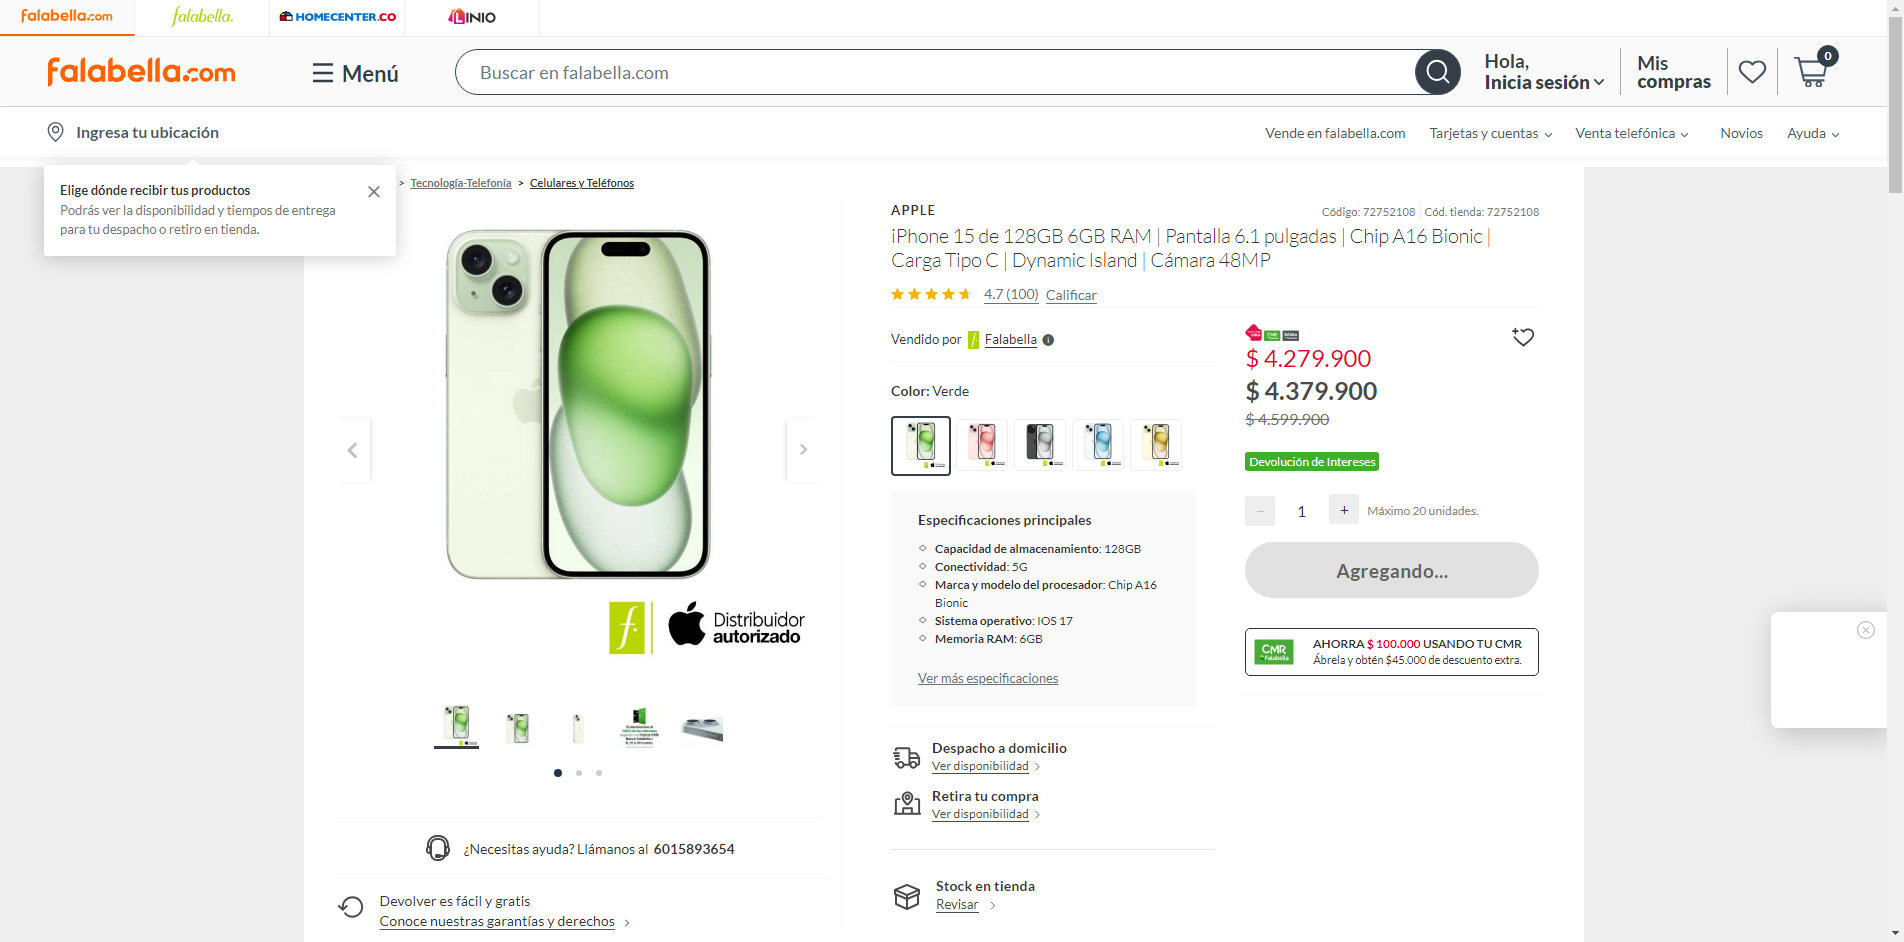 falabella.com
falabella.
HOMECENTER.CO
LINIO
falabella.com
Menú
Buscar en falabella.com
Hola,
Inicia sesión
Mis
compras
0
Ingresa tu ubicación
Vende en falabella.com
Tarjetas y cuentas
Venta telefónica
Novios
Ayuda
Elige dónde recibir tus productos
Podrás ver la disponibilidad y tiempos de entrega
para tu despacho o retiro en tienda.
> Tecnología-Telefonía > Celulares y Teléfonos
APPLE
Código: 72752108 Cód. tienda: 72752108
iPhone 15 de 128GB 6GB RAM | Pantalla 6.1 pulgadas | Chip A16 Bionic |
Carga Tipo C | Dynamic Island | Cámara 48MP
4.7 (100) Calificar
Vendido por f. Falabella
Color: Verde
$ 4.279.900
$ 4.379.900
$ 4.599.900
Devolución de Intereses
− 1 + Máximo 20 unidades.
Agregando...
CMR
Falabella
AHORRA $ 100.000 USANDO TU CMR
Ábrela y obtén $45.000 de descuento extra.
Especificaciones principales
Capacidad de almacenamiento: 128GB
Conectividad: 5G
Marca y modelo del procesador: Chip A16
Bionic
Sistema operativo: IOS 17
Memoria RAM: 6GB
Ver más especificaciones
f.
Distribuidor
autorizado
Despacho a domicilio
Ver disponibilidad
Retira tu compra
Ver disponibilidad
Stock en tienda
Revisar
¿Necesitas ayuda? Llámanos al 6015893654
Devolver es fácil y gratis
Conoce nuestras garantías y derechos